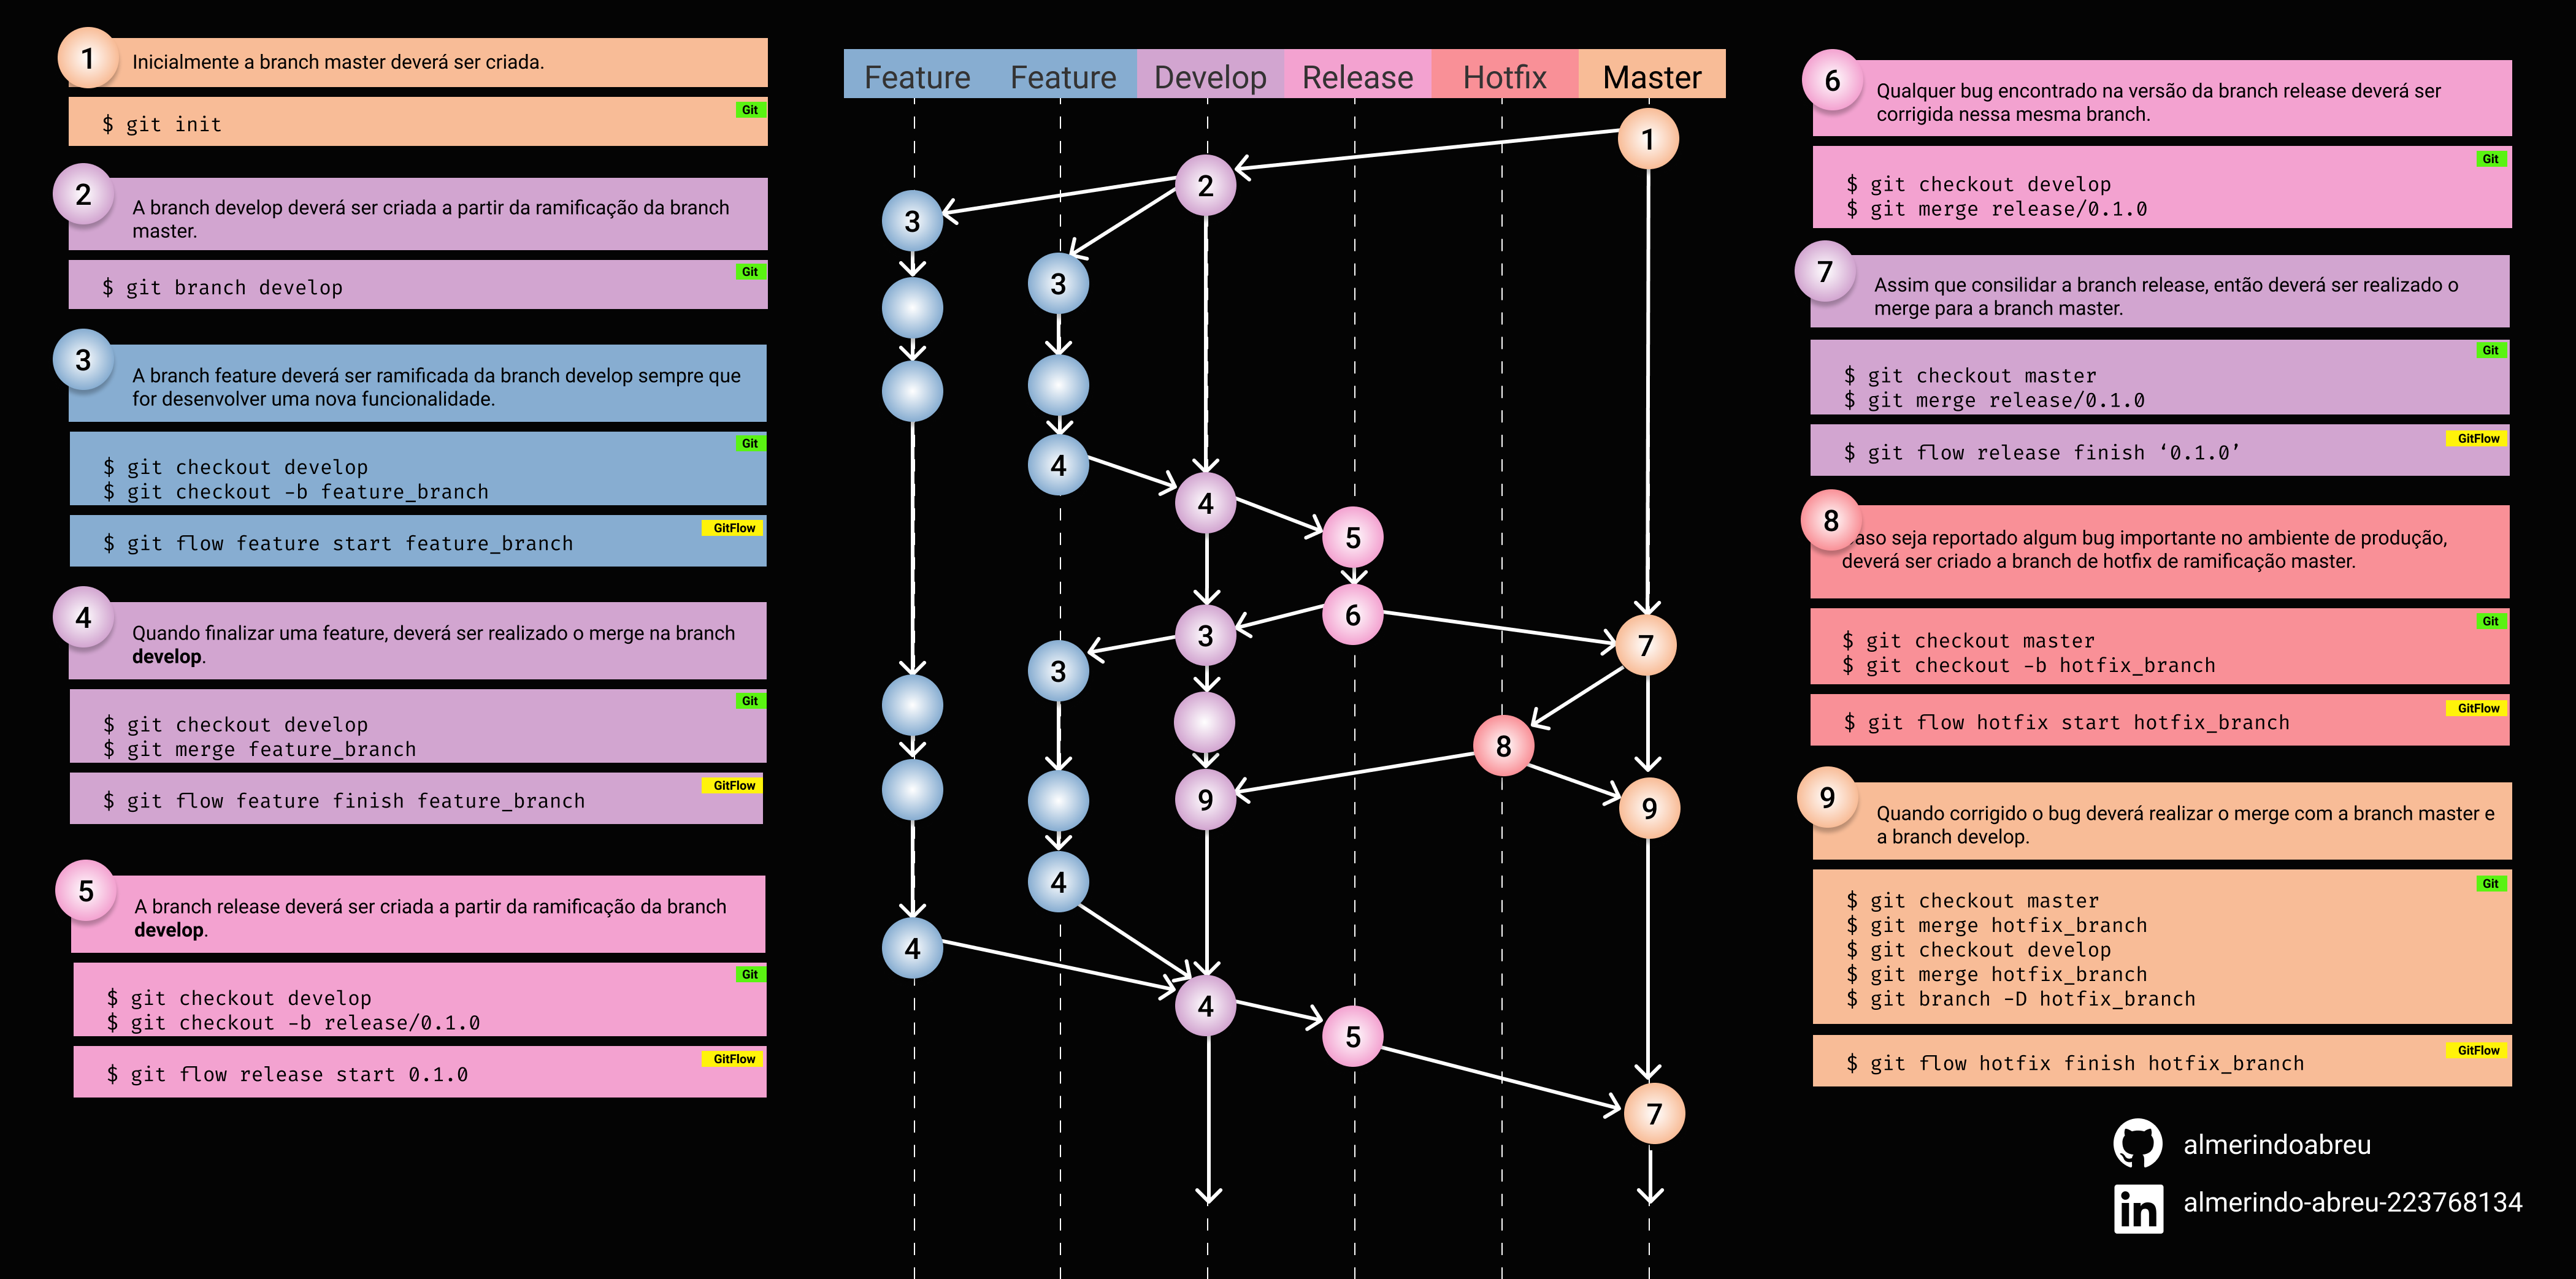 1
Inicialmente a branch master deverá ser criada.
Git
$ git init
2
A branch develop deverá ser criada a partir da ramificação da branch
master.
Git
$ git branch develop
3
A branch feature deverá ser ramificada da branch develop sempre que
for desenvolver uma nova funcionalidade.
Git
$ git checkout develop
$ git checkout -b feature_branch
GitFlow
$ git flow feature start feature_branch
4
Quando finalizar uma feature, deverá ser realizado o merge na branch
develop.
Git
$ git checkout develop
$ git merge feature_branch
GitFlow
$ git flow feature finish feature_branch
5
A branch release deverá ser criada a partir da ramificação da branch
develop.
Git
$ git checkout develop
$ git checkout -b release/0.1.0
GitFlow
$ git flow release start 0.1.0
Feature Feature Develop Release Hotfix Master
1
2
3
3
4
4
5
6
3
7
3
8
9
9
4
4
4
5
7
6
Qualquer bug encontrado na versão da branch release deverá ser
corrigida nessa mesma branch.
Git
$ git checkout develop
$ git merge release/0.1.0
7
Assim que consilidar a branch release, então deverá ser realizado o
merge para a branch master.
Git
$ git checkout master
$ git merge release/0.1.0
GitFlow
$ git flow release finish ‘0.1.0’
8
aso seja reportado algum bug importante no ambiente de produção,
deverá ser criado a branch de hotfix de ramificação master.
Git
$ git checkout master
$ git checkout -b hotfix_branch
GitFlow
$ git flow hotfix start hotfix_branch
9
Quando corrigido o bug deverá realizar o merge com a branch master e
a branch develop.
Git
$ git checkout master
$ git merge hotfix_branch
$ git checkout develop
$ git merge hotfix_branch
$ git branch -D hotfix_branch
GitFlow
$ git flow hotfix finish hotfix_branch
almerindoabreu
in almerindo-abreu-223768134